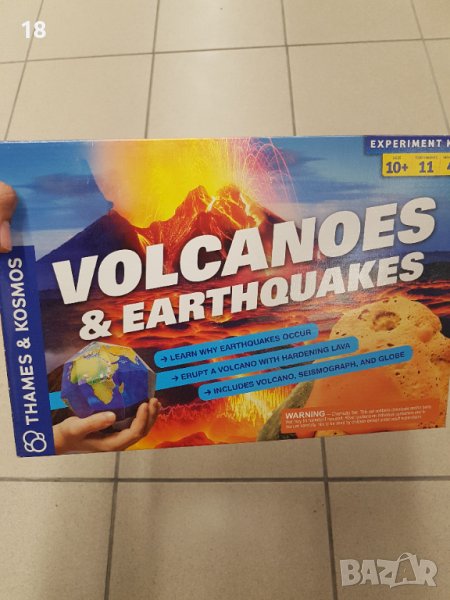 18
EXPERIMENT K
10+ 11
VOLCANOES
& EARTHQUAKES
→ LEARN WHY EARTHQUAKES OCCUR
→ ERUPT A VOLCANO WITH HARDENING LAVA
→ INCLUDES VOLCANO, SEISMOGRAPH, AND GLOBE
WARNING
THAMES & KOSMOS
BAZAR